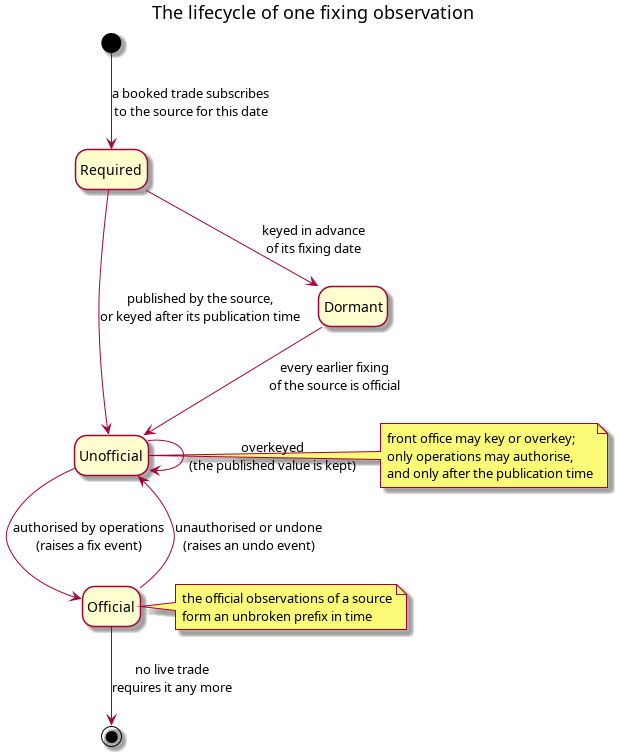 The lifecycle of one fixing observation
a booked trade subscribes
to the source for this date
Required
keyed in advance
of its fixing date
published by the source,
or keyed after its publication time
Dormant
every earlier fixing
of the source is official
Unofficial
overkeyed
(the published value is kept)
front office may key or overkey;
only operations may authorise,
and only after the publication time
authorised by operations
(raises a fix event)
unauthorised or undone
(raises an undo event)
Official
the official observations of a source
form an unbroken prefix in time
no live trade
requires it any more